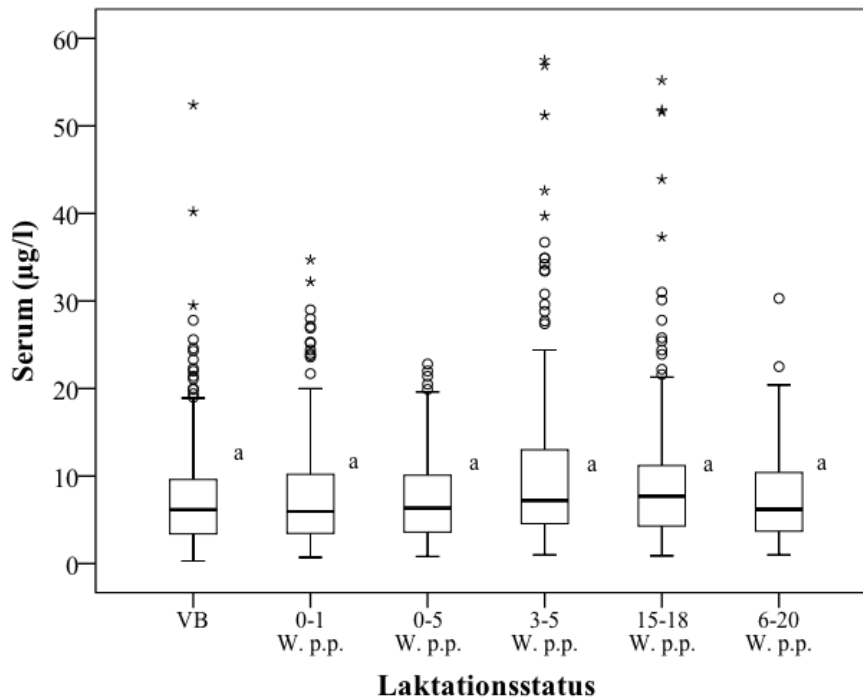 60
50
40
30
20
10
0
Serum (µg/l)
a a a a a a
VB 0-1 0-5 3-5 15-18 6-20
W. p.p. W. p.p. W. p.p. W. p.p. W. p.p.
Laktationsstatus